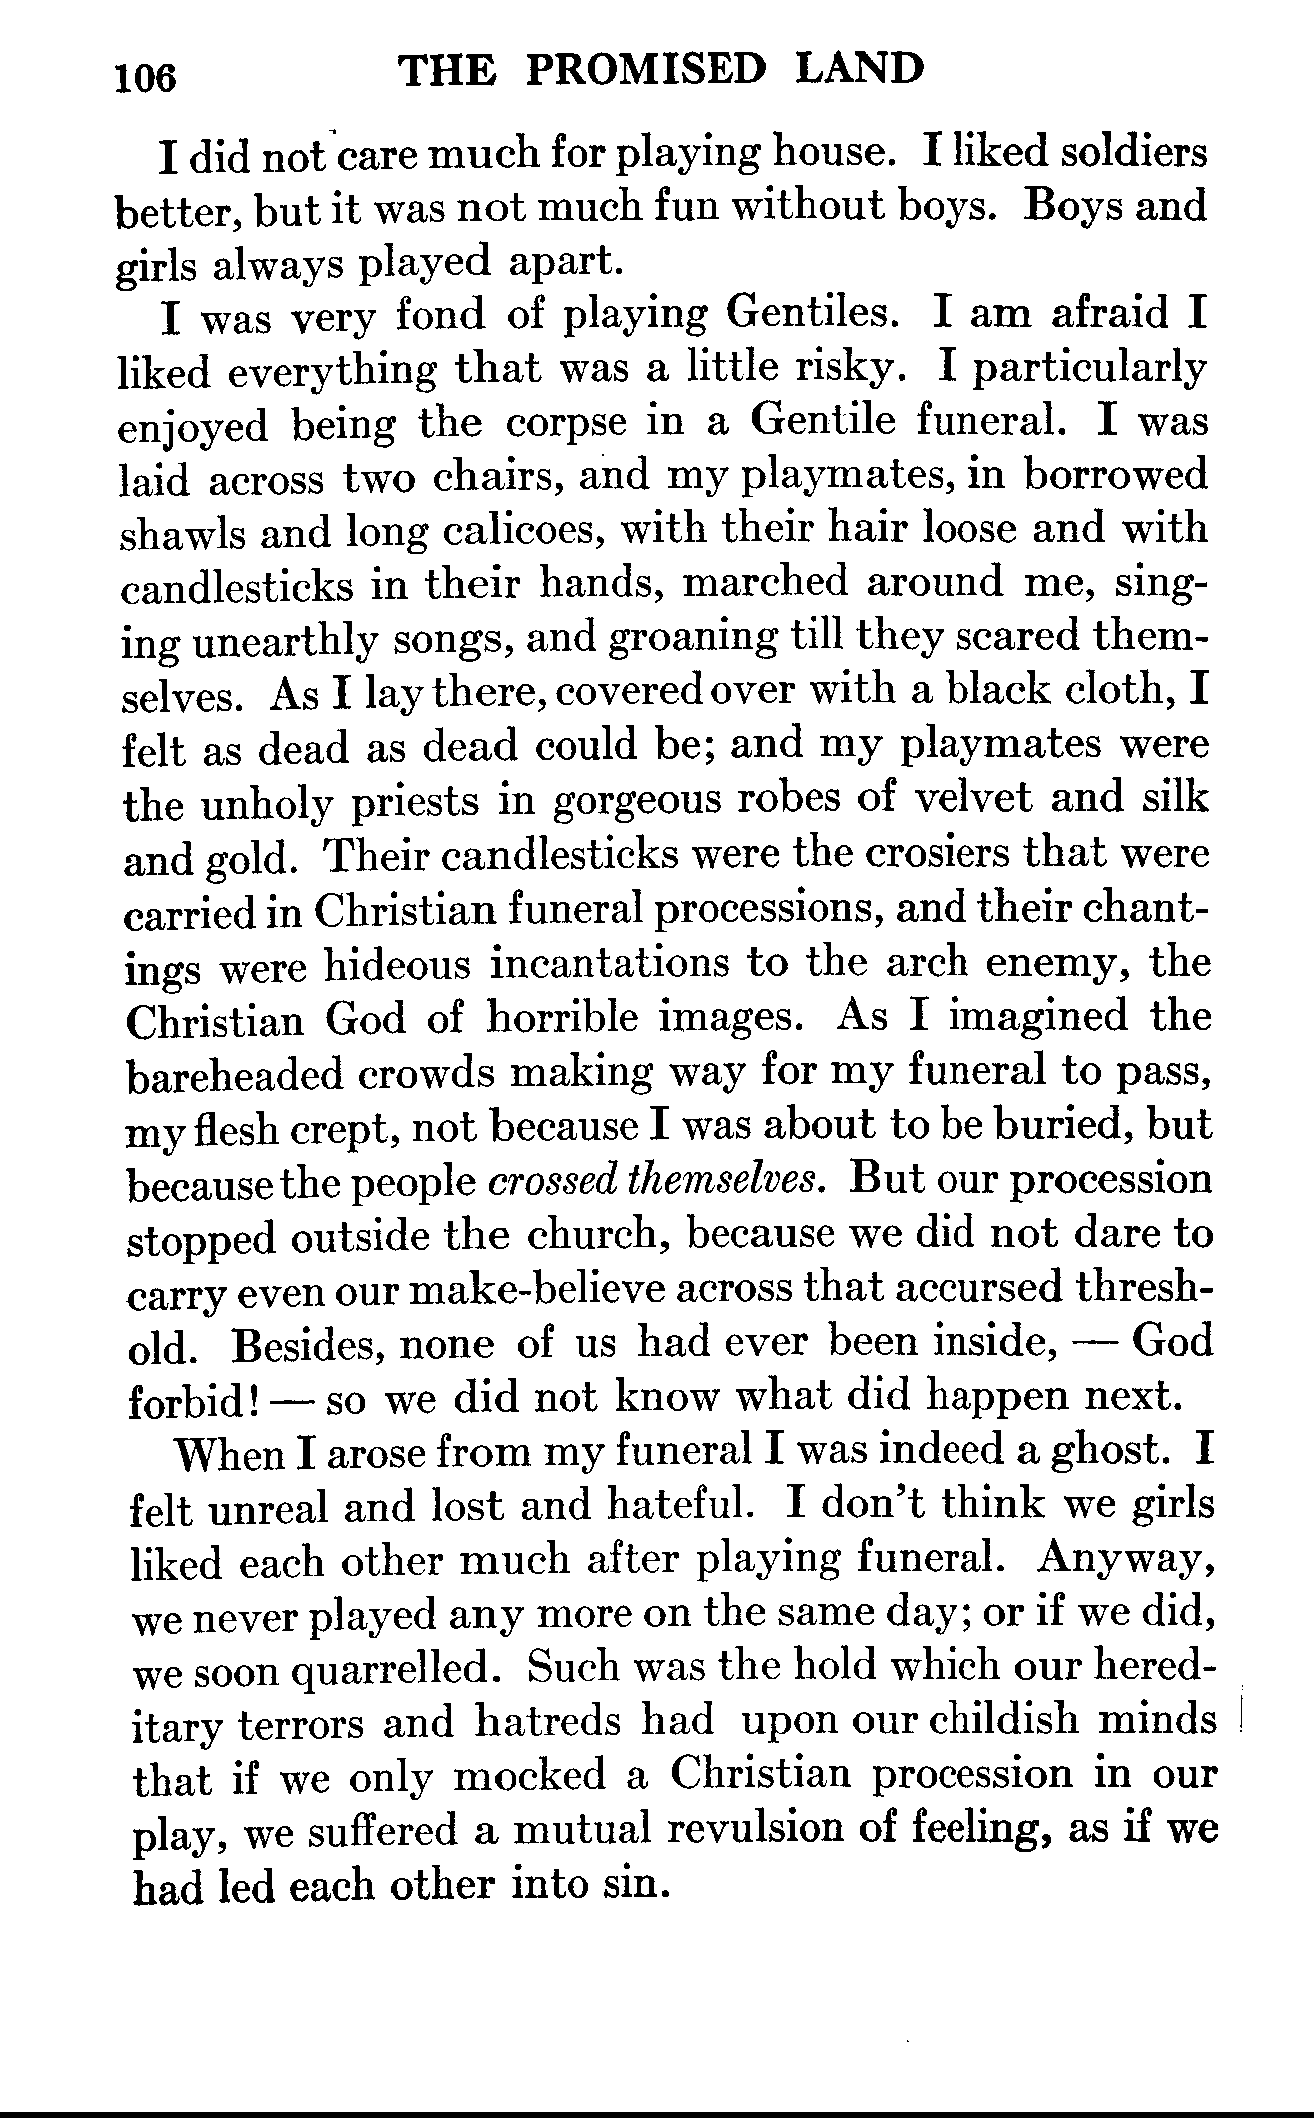 106 THE PROMISED LAND
I did not care much for playing house. I liked soldiers
better, but it was not much fun without boys. Boys and
girls always played apart.
I was very fond of playing Gentiles. I am afraid I
liked everything that was a little risky. I particularly
enjoyed being the corpse in a Gentile funeral. I was
laid across two chairs, and my playmates, in borrowed
shawls and long calicoes, with their hair loose and with
candlesticks in their hands, marched around me, sing-
ing unearthly songs, and groaning till they scared them-
selves. As I lay there, covered over with a black cloth, I
felt as dead as dead could be; and my playmates were
the unholy priests in gorgeous robes of velvet and silk
and gold. Their candlesticks were the crosiers that were
carried in Christian funeral processions, and their chant-
ings were hideous incantations to the arch enemy, the
Christian God of horrible images. As I imagined the
bareheaded crowds making way for my funeral to pass,
my flesh crept, not because I was about to be buried, but
because the people crossed themselves. But our procession
stopped outside the church, because we did not dare to
carry even our make-believe across that accursed thresh-
old. Besides, none of us had ever been inside, — God
forbid! — so we did not know what did happen next.
When I arose from my funeral I was indeed a ghost. I
felt unreal and lost and hateful. I don't think we girls
liked each other much after playing funeral. Anyway,
we never played any more on the same day; or if we did,
we soon quarrelled. Such was the hold which our hered-
itary terrors and hatreds had upon our childish minds
that if we only mocked a Christian procession in our
play, we suffered a mutual revulsion of feeling, as if we
had led each other into sin.